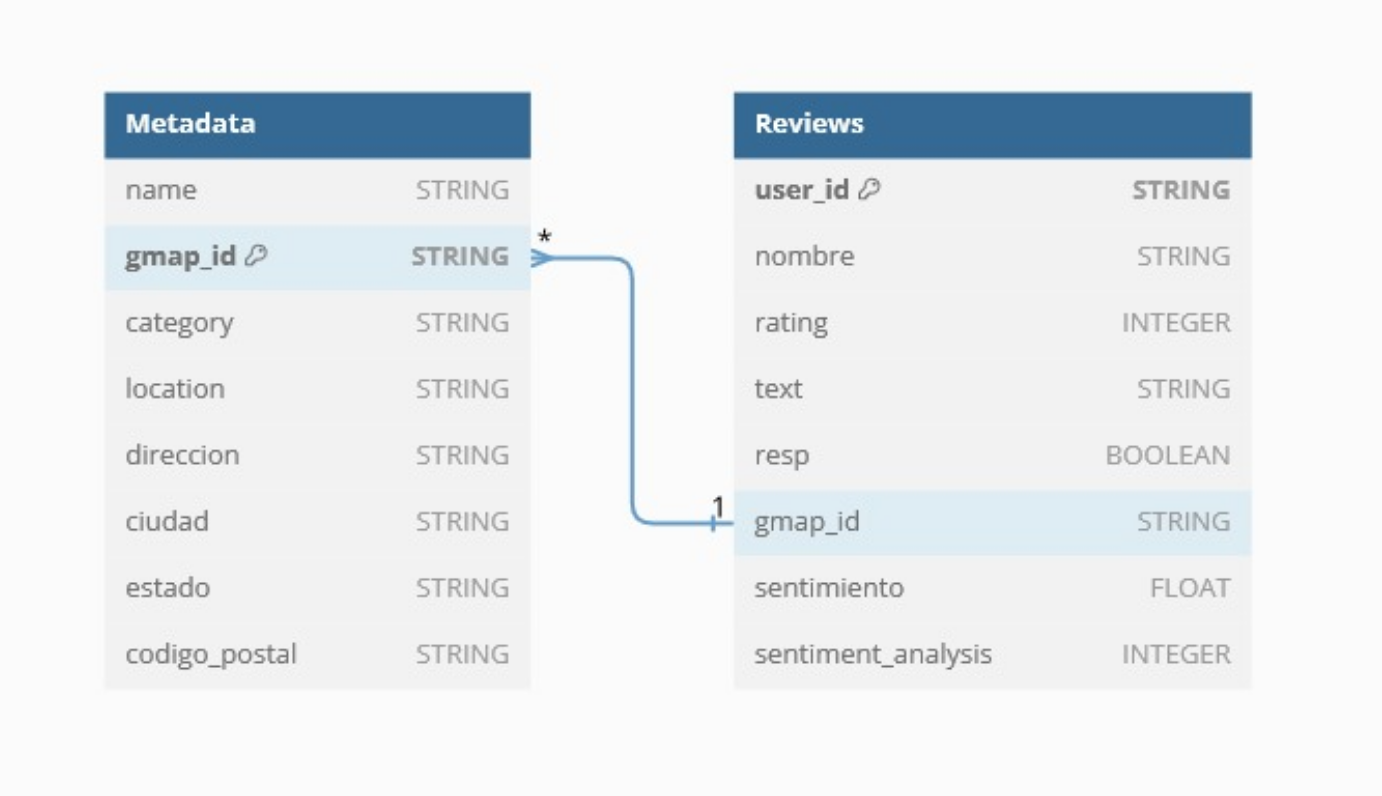 Metadata
name STRING
gmap_id STRING
category STRING
location STRING
direccion STRING
ciudad STRING
estado STRING
codigo_postal STRING
*
1
Reviews
user_id STRING
nombre STRING
rating INTEGER
text STRING
resp BOOLEAN
gmap_id STRING
sentimiento FLOAT
sentiment_analysis INTEGER